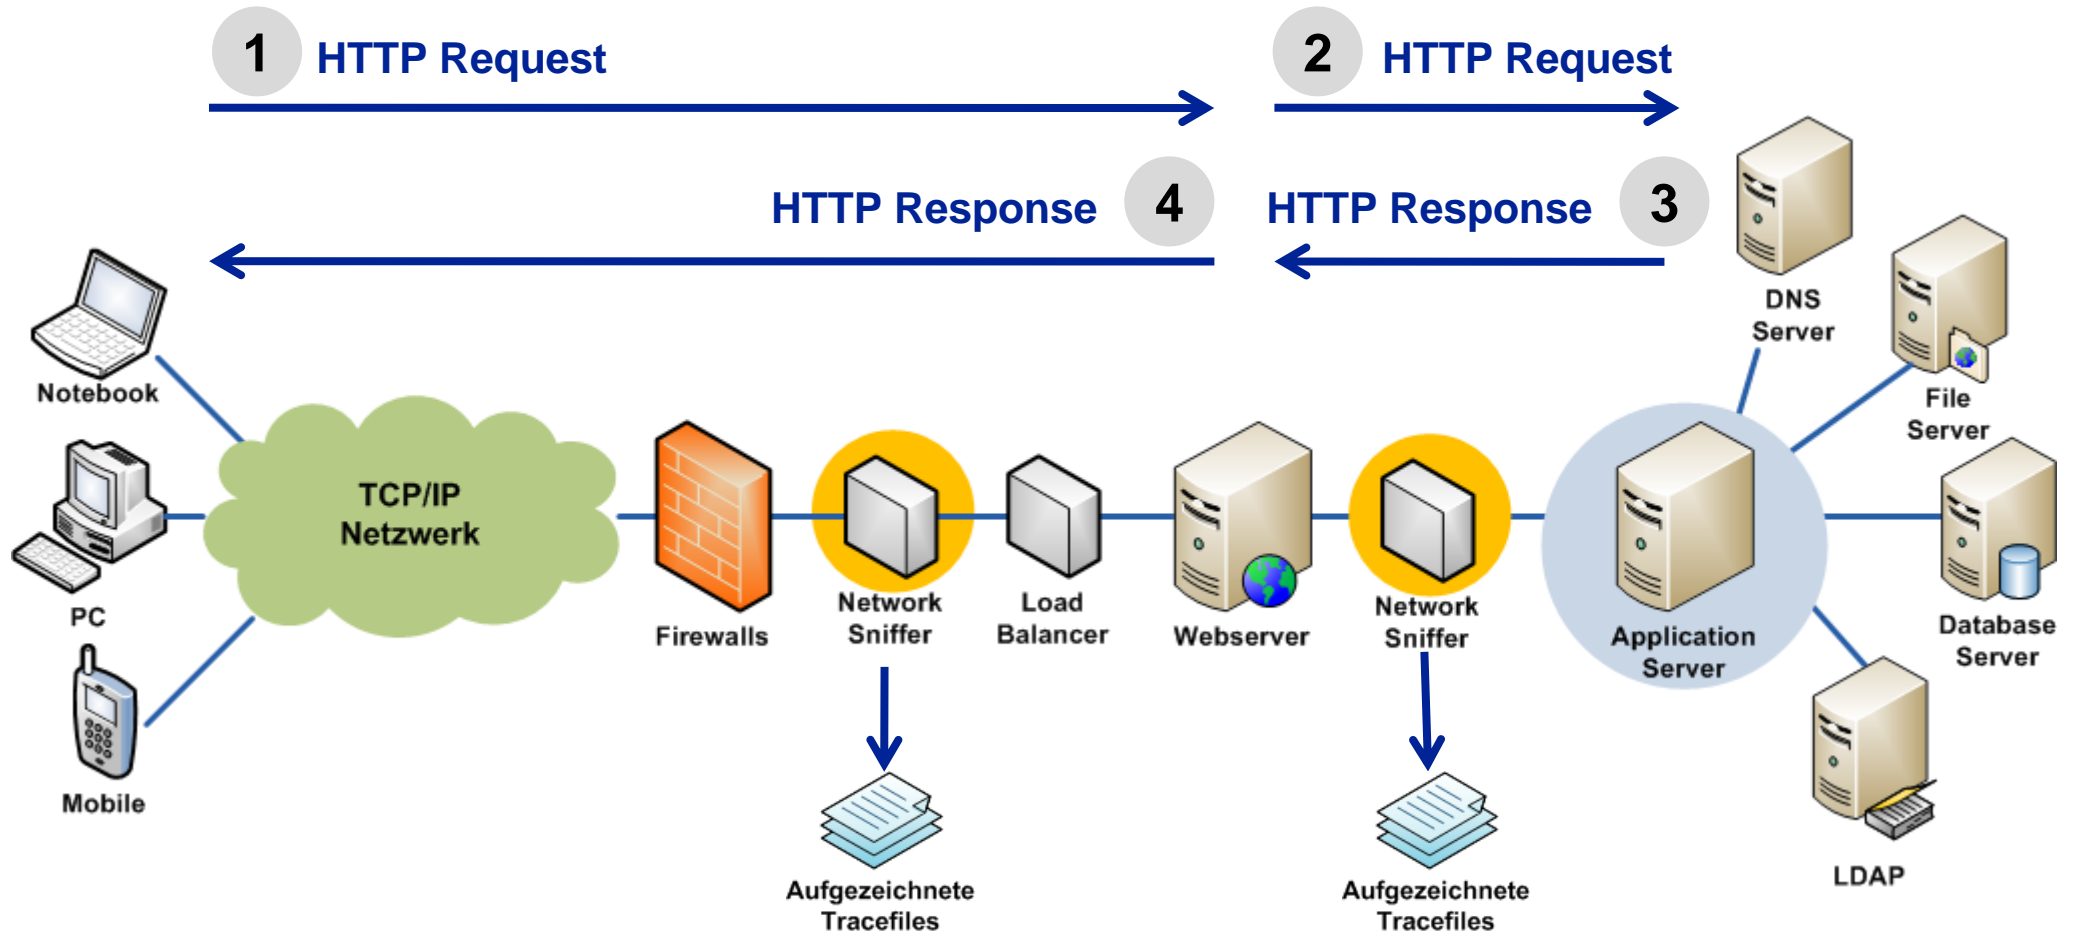 1 HTTP Request
2 HTTP Request
HTTP Response 4
HTTP Response 3
DNS
Server
File
Server
Notebook
TCP/IP
Netzwerk
PC
Mobile
Firewalls
Network
Sniffer
Load
Balancer
Webserver
Network
Sniffer
Application
Server
Database
Server
LDAP
Aufgezeichnete
Tracefiles
Aufgezeichnete
Tracefiles